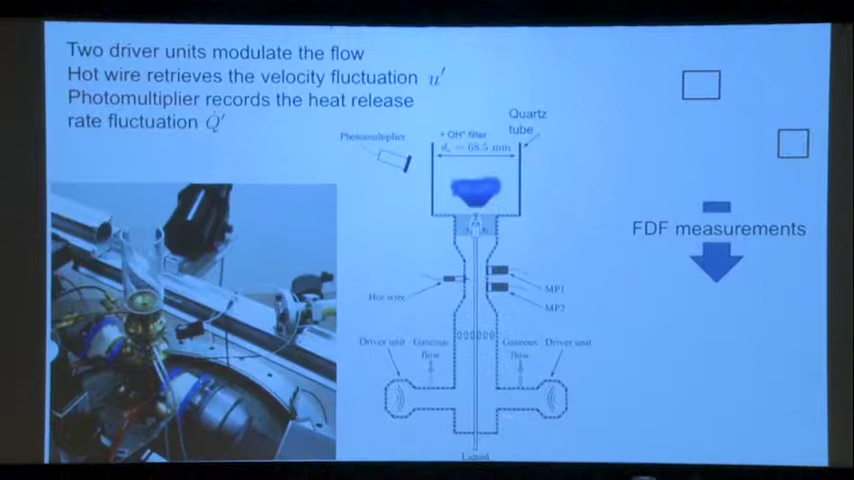 Two driver units modulate the flow
Hot wire retrieves the velocity fluctuation u′
Photomultiplier records the heat release
rate fluctuation Q̇′
Quartz
tube
Photomultiplier
+ OH* filter
= 68.5 mm
FDF measurements
Hot wire
MP1
MP2
Driver unit
Gaseous
flow
Gaseous
flow
Driver unit
Liquid